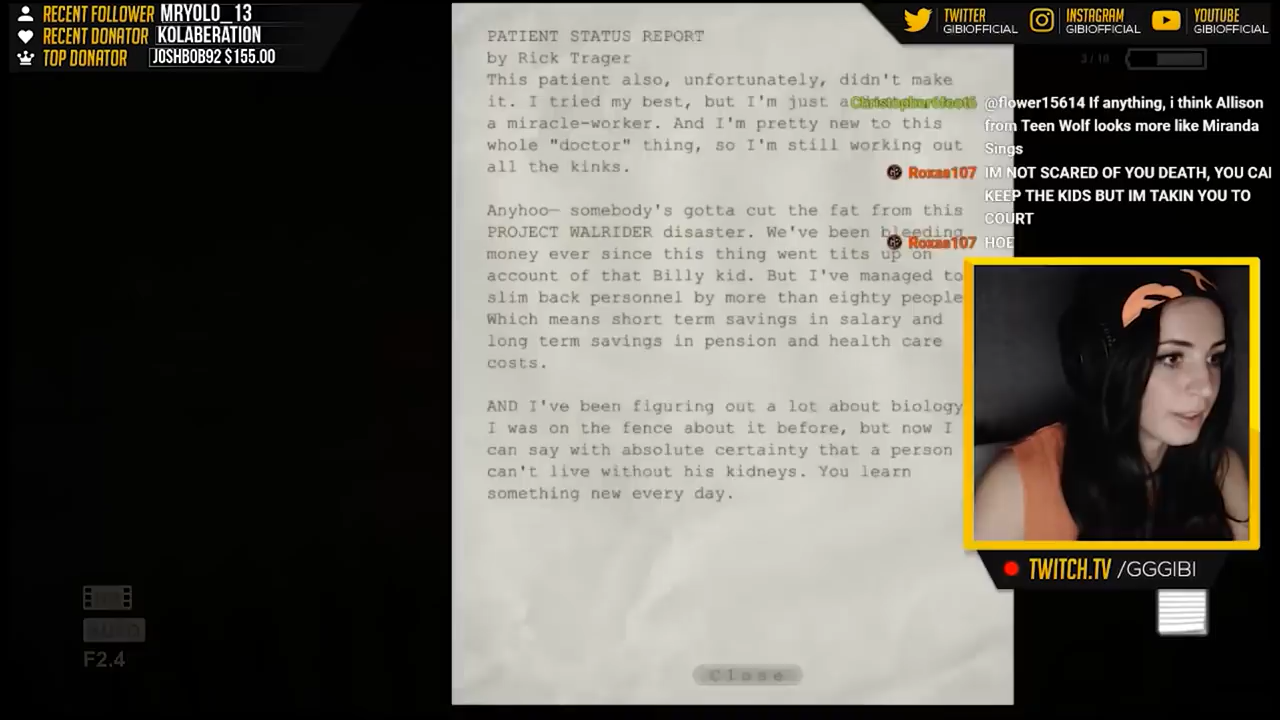 RECENT FOLLOWER MRYOLO_13
RECENT DONATOR KOLABERATION
TOP DONATOR JOSHBOB92 $155.00
TWITTER
GIBIOFFICIAL
INSTAGRAM
GIBIOFFICIAL
YOUTUBE
GIBIOFFICIAL
3 / 10
PATIENT STATUS REPORT
by Rick Trager
This patient also, unfortunately, didn't make
it. I tried my best, but I'm just a
a miracle-worker. And I'm pretty new to this
whole "doctor" thing, so I'm still working out
all the kinks.
Anyhoo— somebody's gotta cut the fat from this
PROJECT WALRIDER disaster. We've been bleeding
money ever since this thing went tits up on
account of that Billy kid. But I've managed to
slim back personnel by more than eighty people
Which means short term savings in salary and
long term savings in pension and health care
costs.
AND I've been figuring out a lot about biology
I was on the fence about it before, but now I
can say with absolute certainty that a person
can't live without his kidneys. You learn
something new every day.
Close
@flower15614 If anything, i think Allison
from Teen Wolf looks more like Miranda
Sings
Roxas107 IM NOT SCARED OF YOU DEATH, YOU CAN
KEEP THE KIDS BUT IM TAKIN YOU TO
COURT
Roxas107 HOE
TWITCH.TV /GGGIBI
AUTO
F2.4